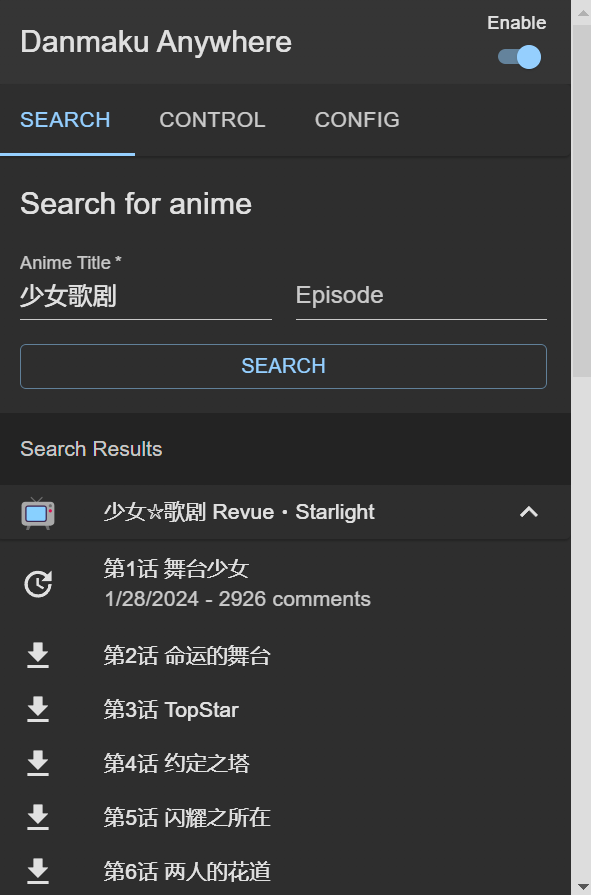 Danmaku Anywhere
Enable
SEARCH
CONTROL
CONFIG
Search for anime
Anime Title *
少女歌剧
Episode
SEARCH
Search Results
少女☆歌剧 Revue・Starlight
第1话 舞台少女
1/28/2024 - 2926 comments
第2话 命运的舞台
第3话 TopStar
第4话 约定之塔
第5话 闪耀之所在
第6话 两人的花道